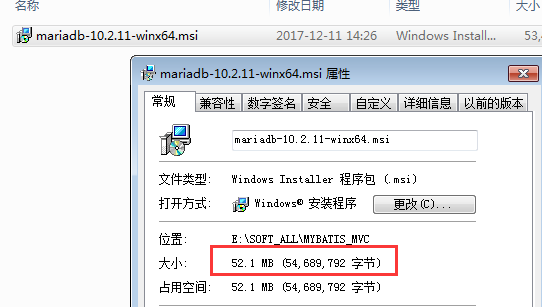 名称 修改日期 类型 大小
mariadb-10.2.11-winx64.msi 2017-12-11 14:26 Windows Install... 53,
mariadb-10.2.11-winx64.msi 属性
常规 兼容性 数字签名 安全 自定义 详细信息 以前的版本
mariadb-10.2.11-winx64.msi
文件类型: Windows Installer 程序包 (.msi)
打开方式: Windows® 安装程序 更改(C)...
位置: E:\SOFT_ALL\MYBATIS_MVC
大小: 52.1 MB (54,689,792 字节)
占用空间: 52.1 MB (54,689,792 字节)